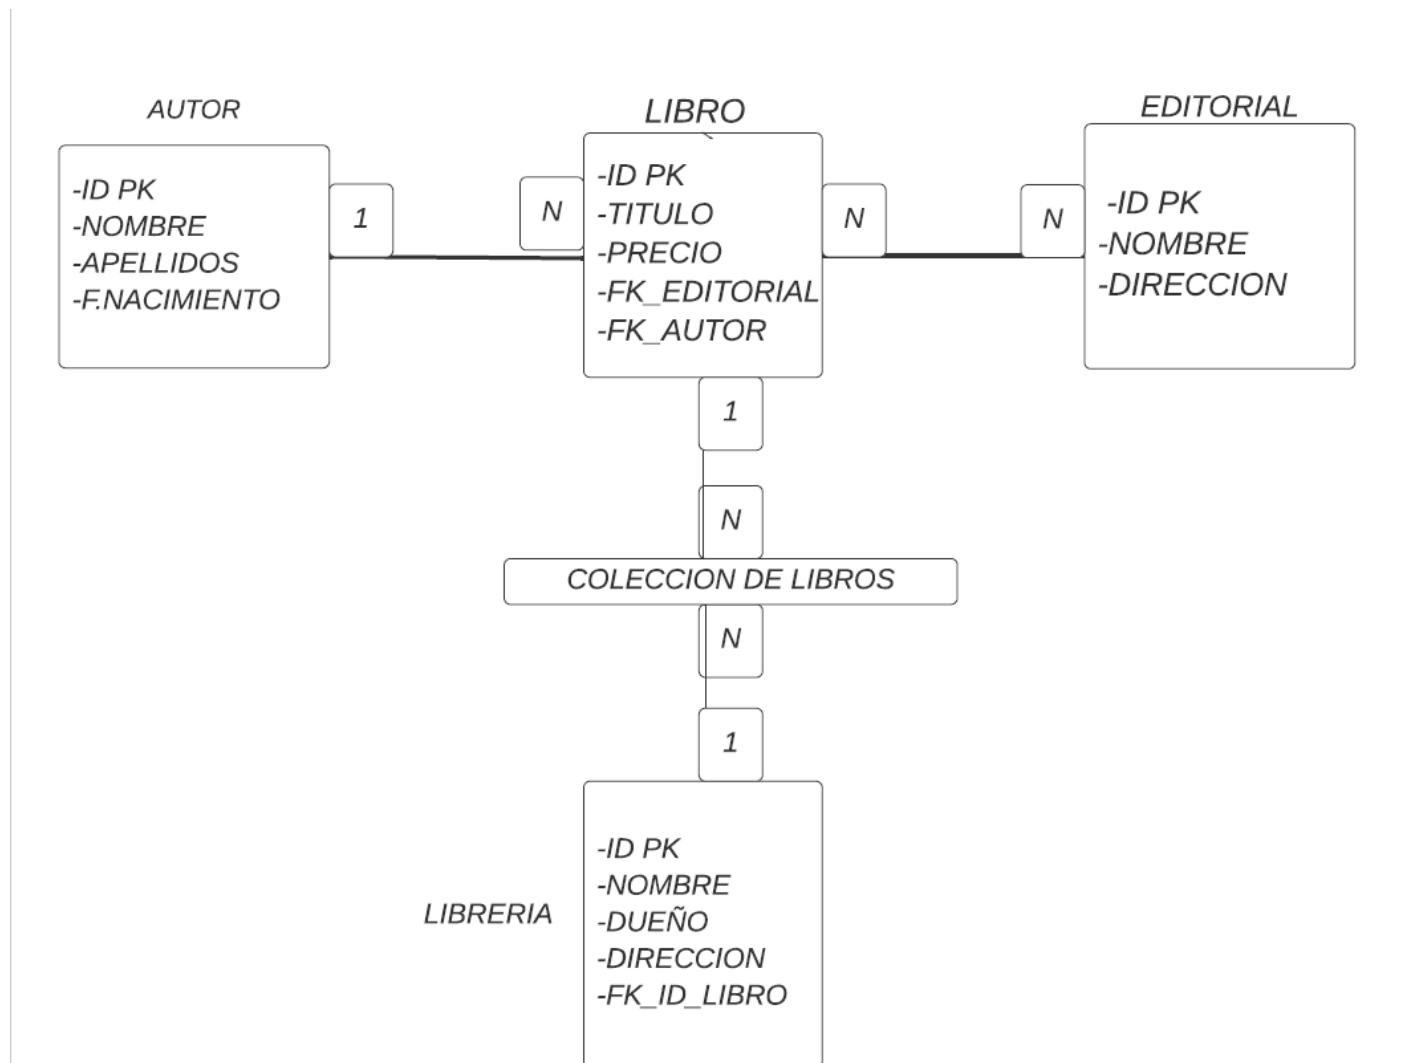 AUTOR
-ID PK
-NOMBRE
-APELLIDOS
-F.NACIMIENTO
1
N
LIBRO
-ID PK
-TITULO
-PRECIO
-FK_EDITORIAL
-FK_AUTOR
N
N
EDITORIAL
-ID PK
-NOMBRE
-DIRECCION
1
N
COLECCION DE LIBROS
N
1
LIBRERIA
-ID PK
-NOMBRE
-DUEÑO
-DIRECCION
-FK_ID_LIBRO